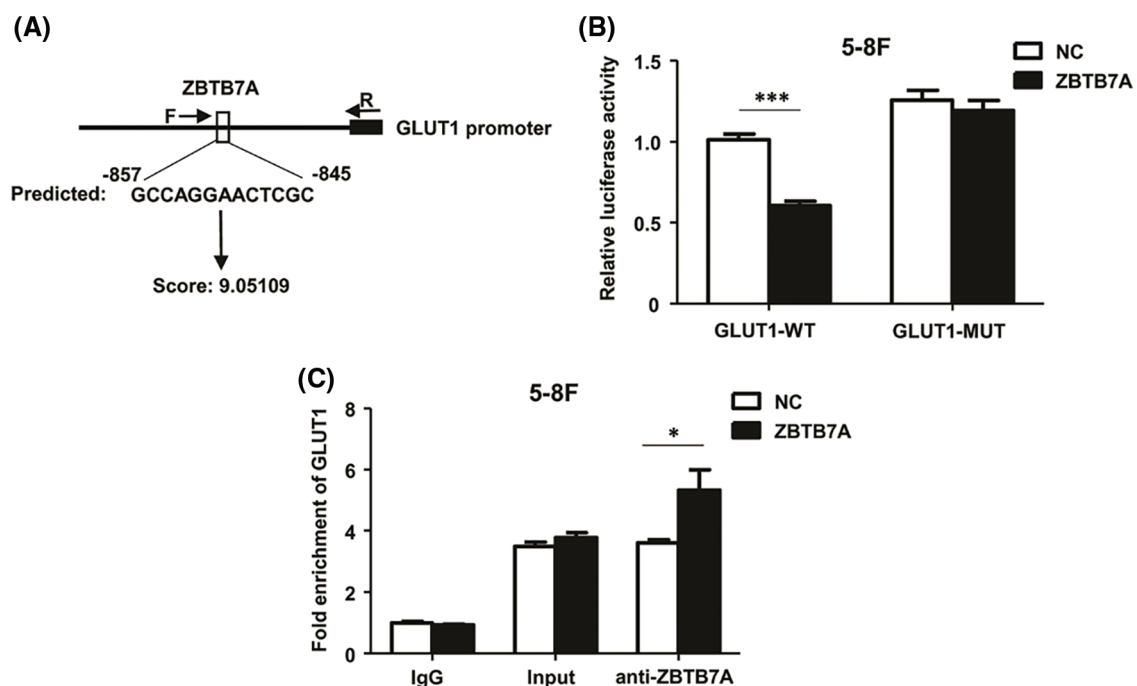 (A)
ZBTB7A
F
R
GLUT1 promoter
-857
-845
Predicted: GCCAGGAACTCGC
Score: 9.05109
(B)
5-8F
NC
ZBTB7A
Relative luciferase activity
1.5
1.0
0.5
0
***
GLUT1-WT
GLUT1-MUT
(C)
5-8F
NC
ZBTB7A
Fold enrichment of GLUT1
8
6
4
2
0
*
IgG
Input
anti-ZBTB7A